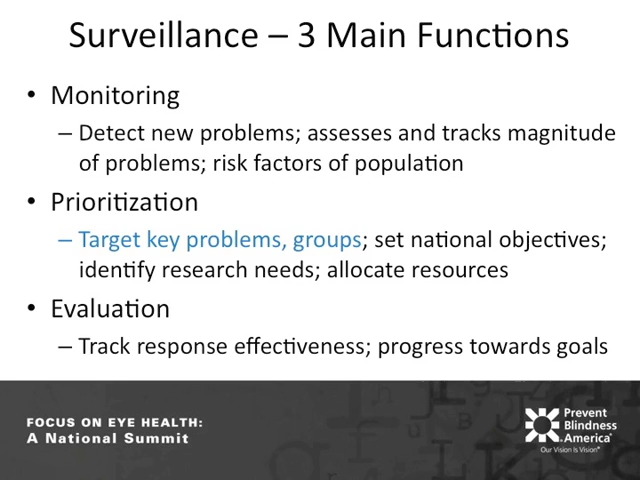 Surveillance – 3 Main Functions
• Monitoring
– Detect new problems; assesses and tracks magnitude
of problems; risk factors of population
• Prioritization
– Target key problems, groups; set national objectives;
identify research needs; allocate resources
• Evaluation
– Track response effectiveness; progress towards goals
FOCUS ON EYE HEALTH:
A National Summit
Prevent
Blindness
America®
Our Vision Is Vision®